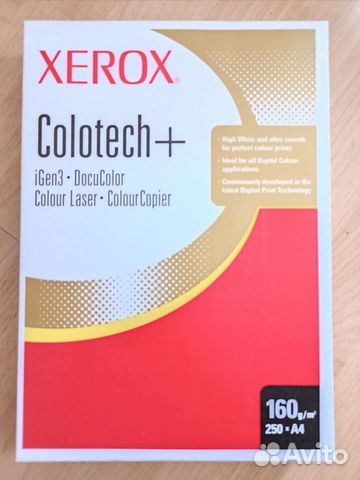 XEROX®
Colotech+
iGen3 • DocuColor
Colour Laser • ColourCopier
• High White and ultra smooth
for perfect colour prints
• Ideal for all Digital Colour
applications
• Continuously developed in the
latest Digital Print Technology
160g/m²
250 × A4
Avito